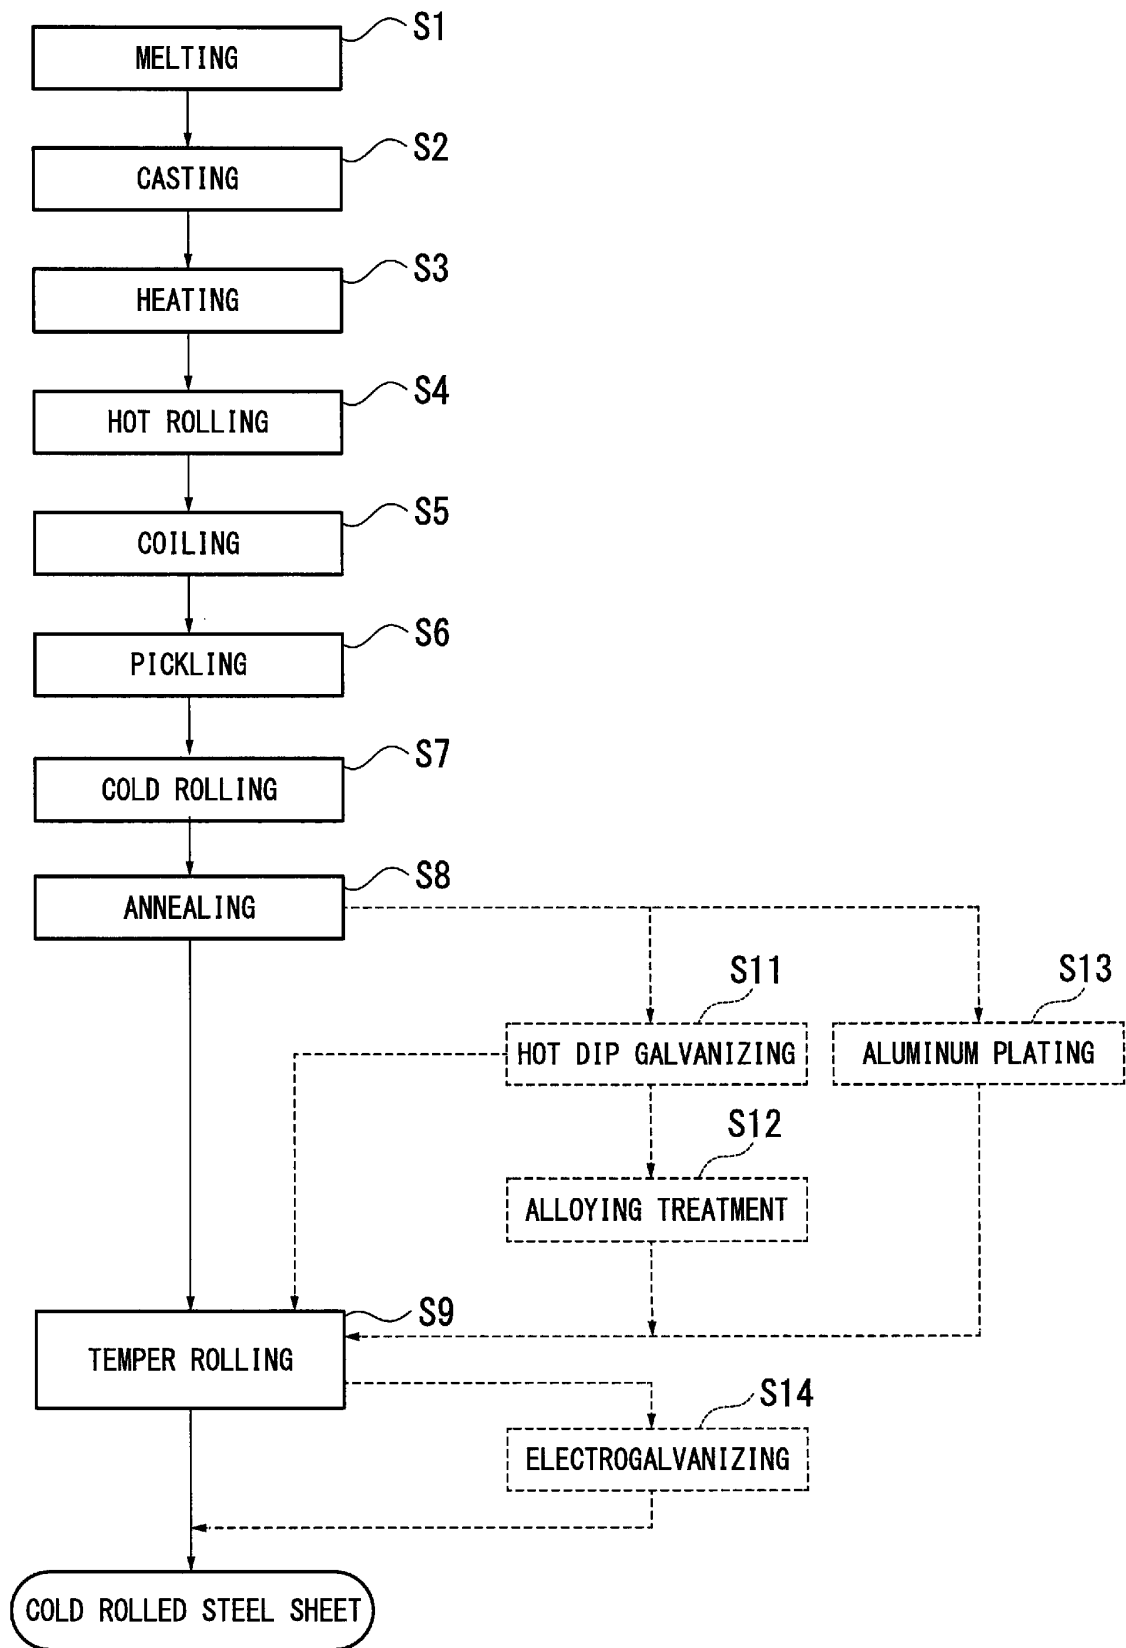 S1
MELTING
S2
CASTING
S3
HEATING
S4
HOT ROLLING
S5
COILING
S6
PICKLING
S7
COLD ROLLING
S8
ANNEALING
S11
S13
HOT DIP GALVANIZING
ALUMINUM PLATING
S12
ALLOYING TREATMENT
S9
TEMPER ROLLING
S14
ELECTROGALVANIZING
COLD ROLLED STEEL SHEET